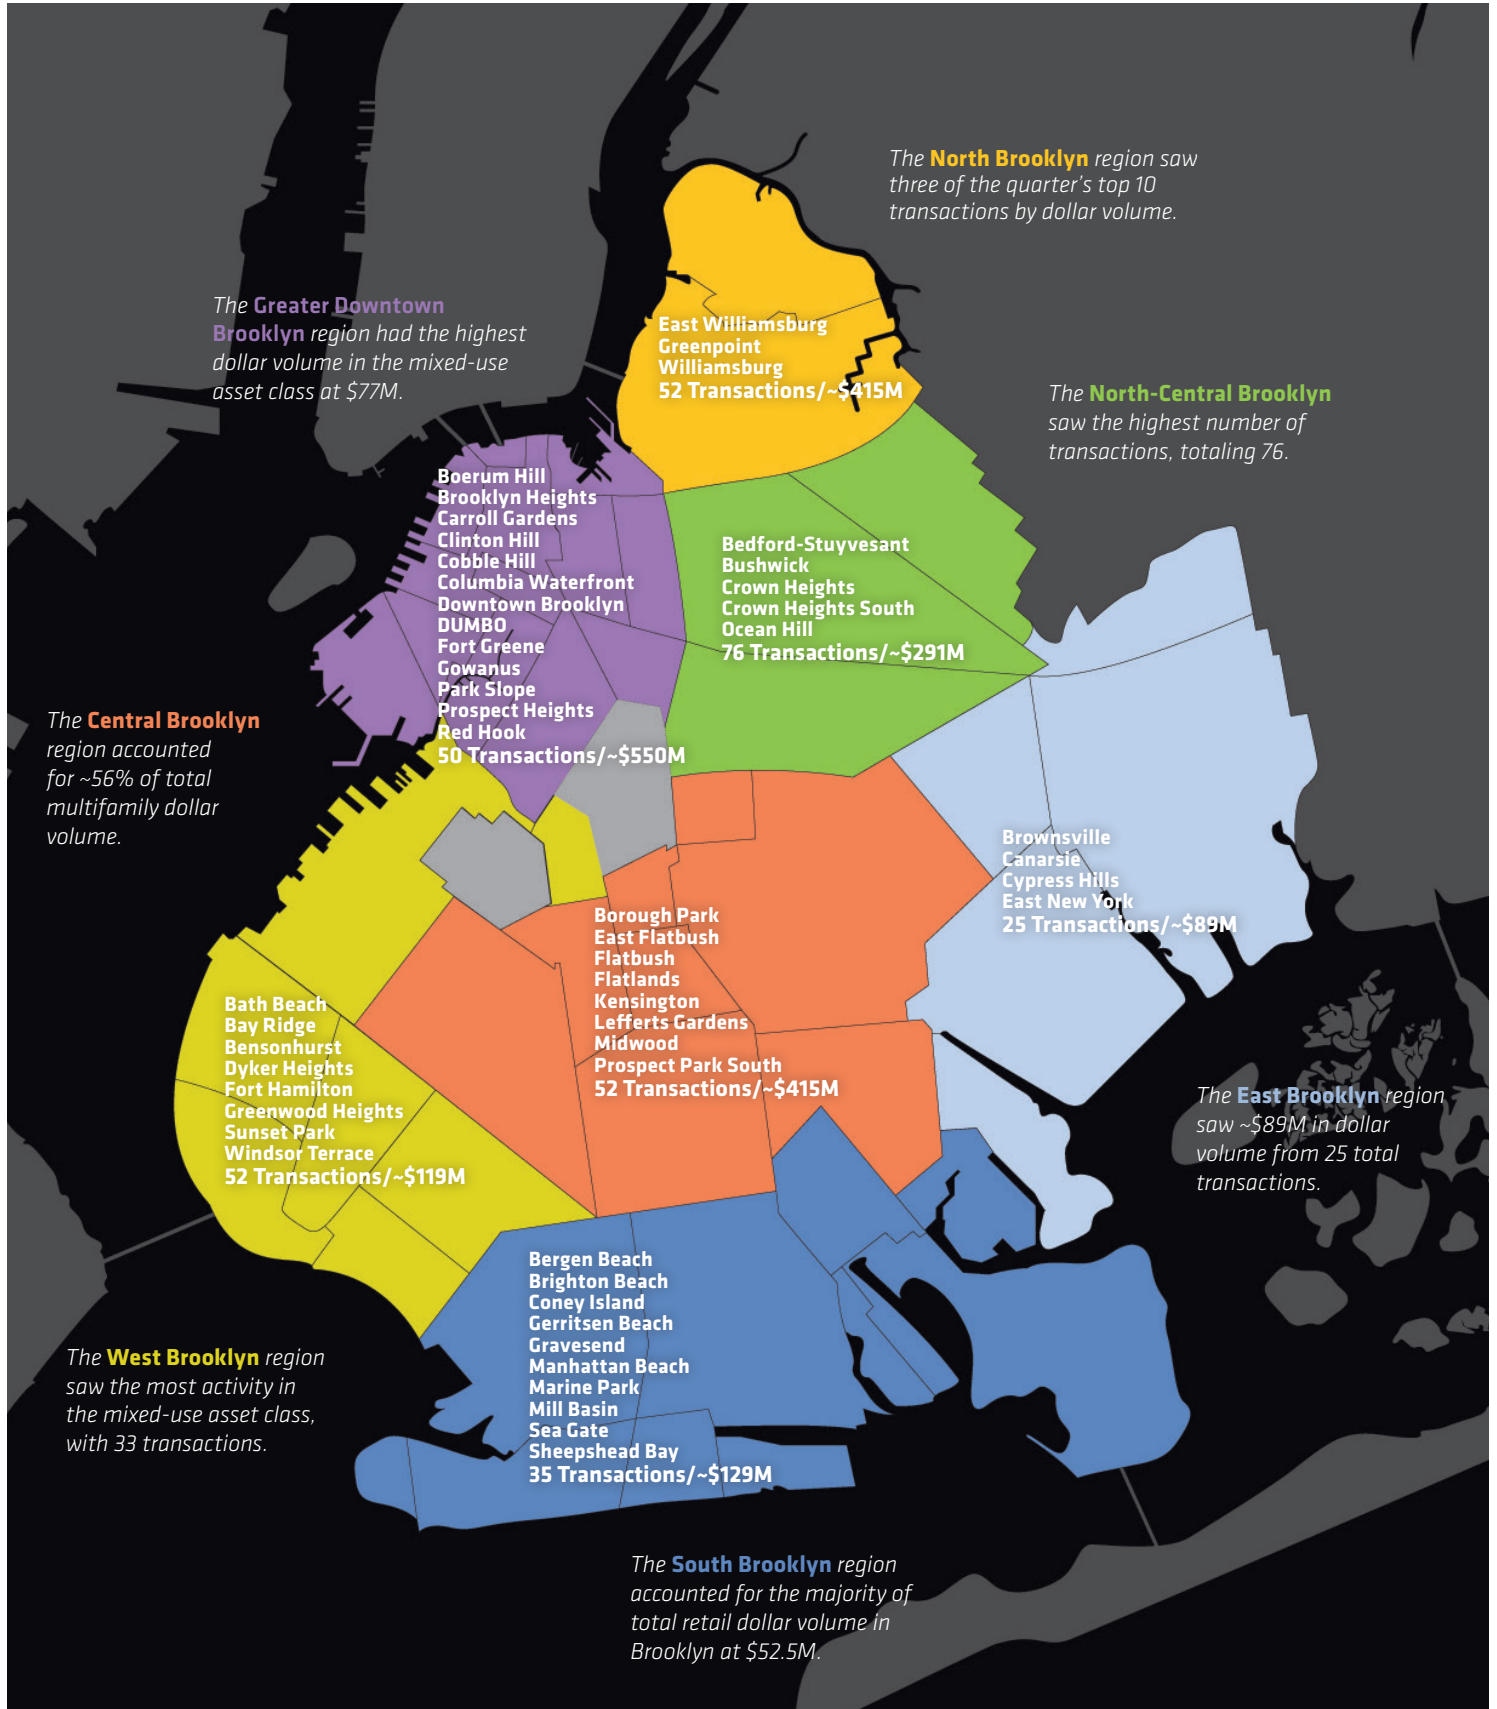 The North Brooklyn region saw
three of the quarter's top 10
transactions by dollar volume.
The Greater Downtown
Brooklyn region had the highest
dollar volume in the mixed-use
asset class at $77M.
East Williamsburg
Greenpoint
Williamsburg
52 Transactions/~$415M
The North-Central Brooklyn
saw the highest number of
transactions, totaling 76.
Boerum Hill
Brooklyn Heights
Carroll Gardens
Clinton Hill
Cobble Hill
Columbia Waterfront
Downtown Brooklyn
DUMBO
Fort Greene
Gowanus
Park Slope
Prospect Heights
Red Hook
50 Transactions/~$550M
Bedford-Stuyvesant
Bushwick
Crown Heights
Crown Heights South
Ocean Hill
76 Transactions/~$291M
The Central Brooklyn
region accounted
for ~56% of total
multifamily dollar
volume.
Brownsville
Canarsie
Cypress Hills
East New York
25 Transactions/~$89M
Borough Park
East Flatbush
Flatbush
Flatlands
Kensington
Lefferts Gardens
Midwood
Prospect Park South
52 Transactions/~$415M
Bath Beach
Bay Ridge
Bensonhurst
Dyker Heights
Fort Hamilton
Greenwood Heights
Sunset Park
Windsor Terrace
52 Transactions/~$119M
The East Brooklyn region
saw ~$89M in dollar
volume from 25 total
transactions.
Bergen Beach
Brighton Beach
Coney Island
Gerritsen Beach
Gravesend
Manhattan Beach
Marine Park
Mill Basin
Sea Gate
Sheepshead Bay
35 Transactions/~$129M
The West Brooklyn region
saw the most activity in
the mixed-use asset class,
with 33 transactions.
The South Brooklyn region
accounted for the majority of
total retail dollar volume in
Brooklyn at $52.5M.